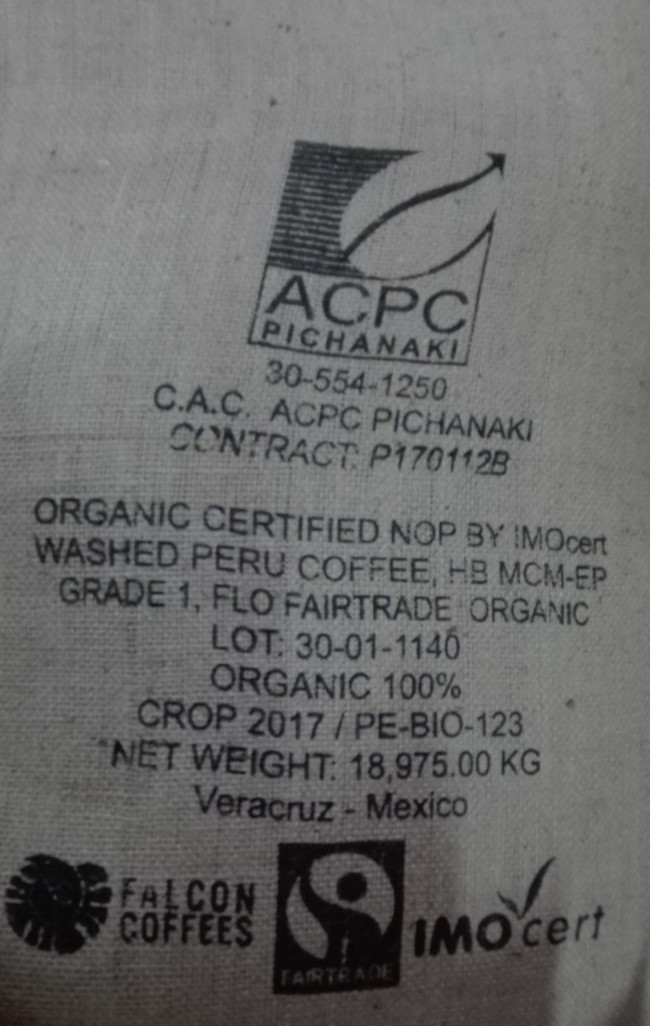 ACPC
PICHANAKI
30-554-1250
C.A.C. ACPC PICHANAKI
CONTRACT: P170112B
ORGANIC CERTIFIED NOP BY IMOcert
WASHED PERU COFFEE, HB MCM-EP
GRADE 1, FLO FAIRTRADE ORGANIC
LOT: 30-01-1140
ORGANIC 100%
CROP 2017 / PE-BIO-123
NET WEIGHT: 18,975.00 KG
Veracruz - Mexico
FALCON
COFFEES
FAIRTRADE
IMOcert